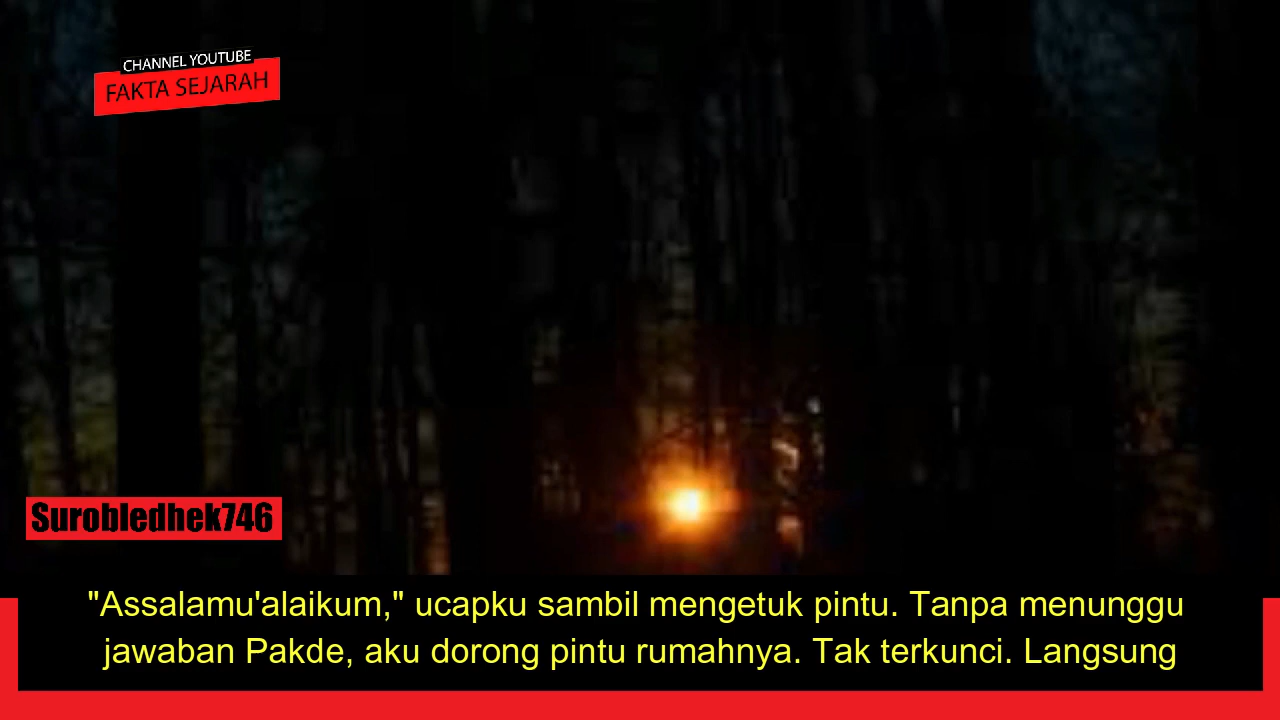 CHANNEL YOUTUBE
FAKTA SEJARAH
Surobledhek746
"Assalamu'alaikum," ucapku sambil mengetuk pintu. Tanpa menunggu
jawaban Pakde, aku dorong pintu rumahnya. Tak terkunci. Langsung